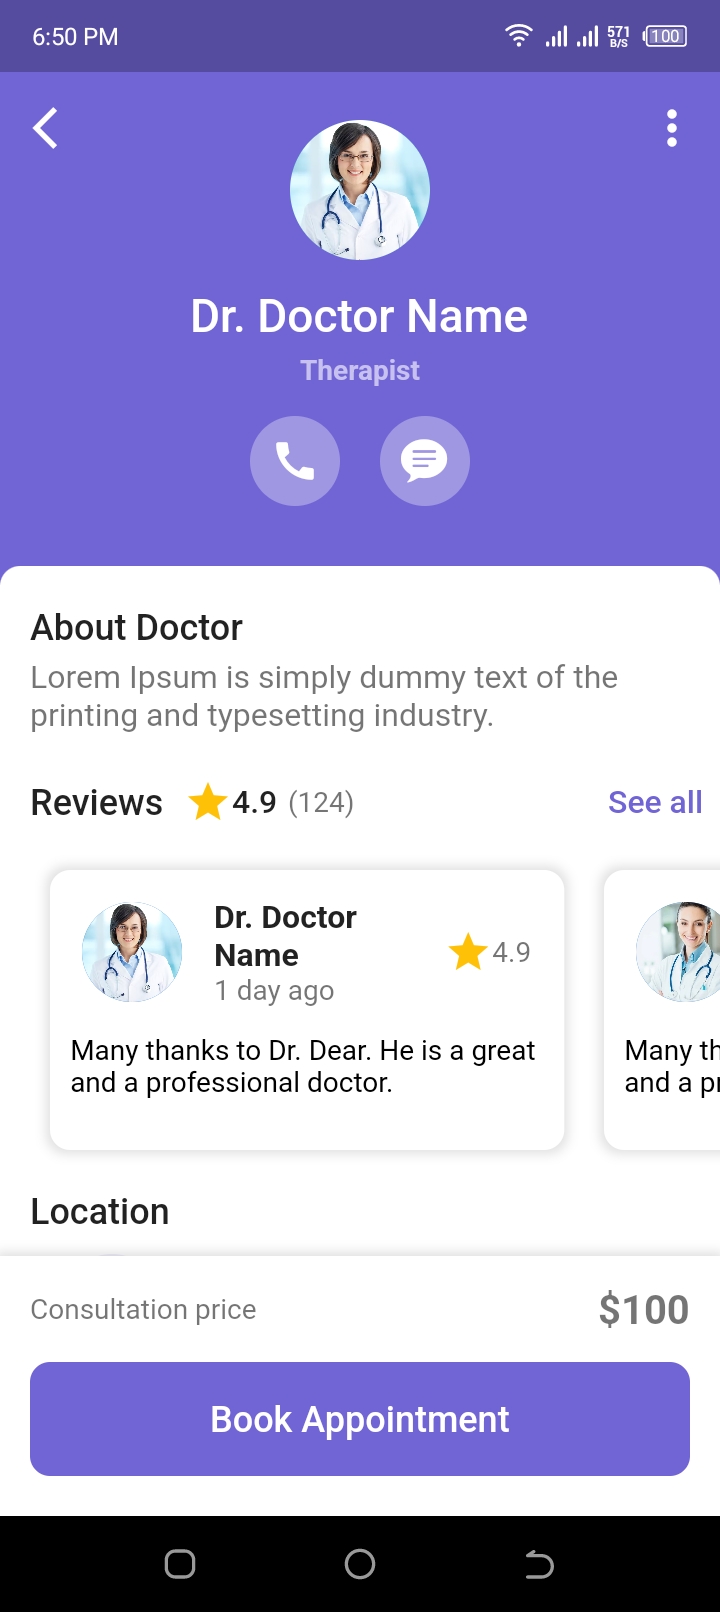 6:50 PM
571
B/S
100
Dr. Doctor Name
Therapist
About Doctor
Lorem Ipsum is simply dummy text of the
printing and typesetting industry.
Reviews 4.9 (124) See all
Dr. Doctor
Name
4.9
1 day ago
Many thanks to Dr. Dear. He is a great
and a professional doctor.
Many th
and a pr
Location
Consultation price $100
Book Appointment